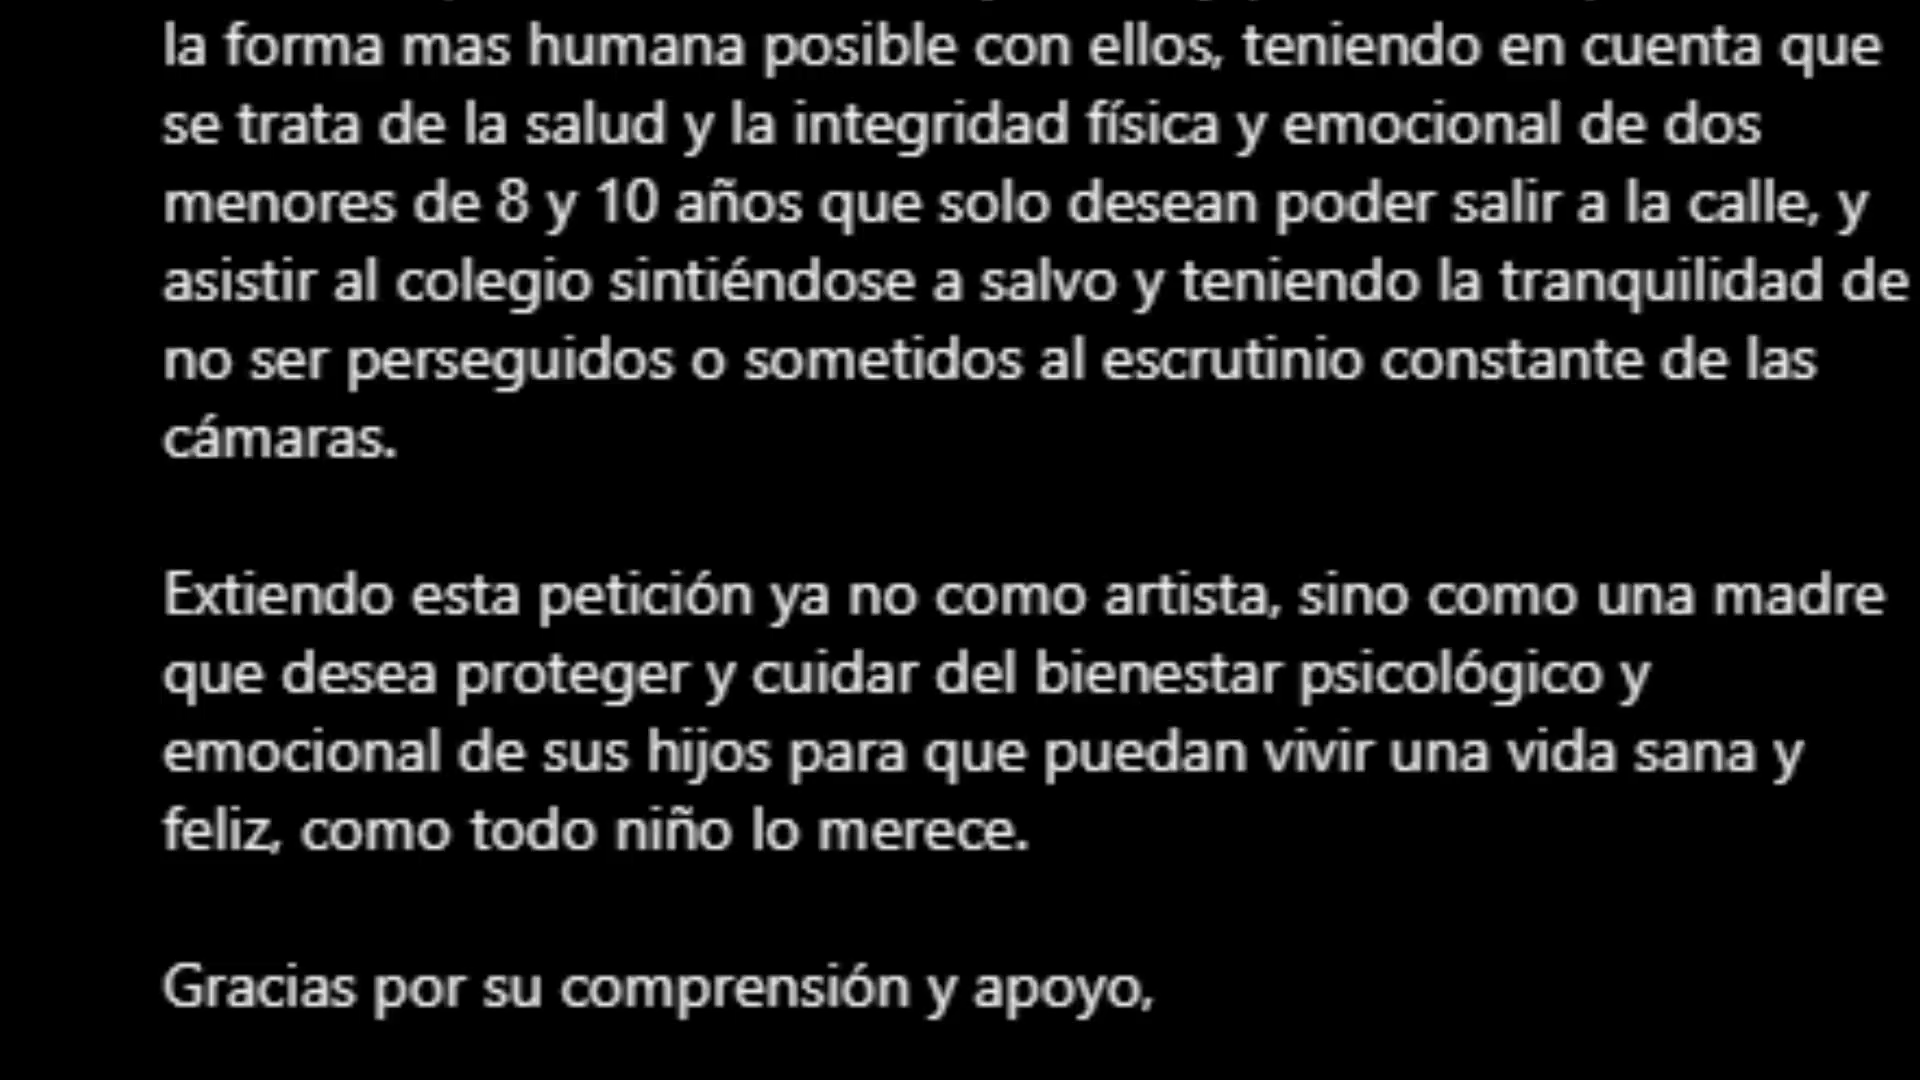 la forma mas humana posible con ellos, teniendo en cuenta que
se trata de la salud y la integridad física y emocional de dos
menores de 8 y 10 años que solo desean poder salir a la calle, y
asistir al colegio sintiéndose a salvo y teniendo la tranquilidad de
no ser perseguidos o sometidos al escrutinio constante de las
cámaras.
Extiendo esta petición ya no como artista, sino como una madre
que desea proteger y cuidar del bienestar psicológico y
emocional de sus hijos para que puedan vivir una vida sana y
feliz, como todo niño lo merece.
Gracias por su comprensión y apoyo,